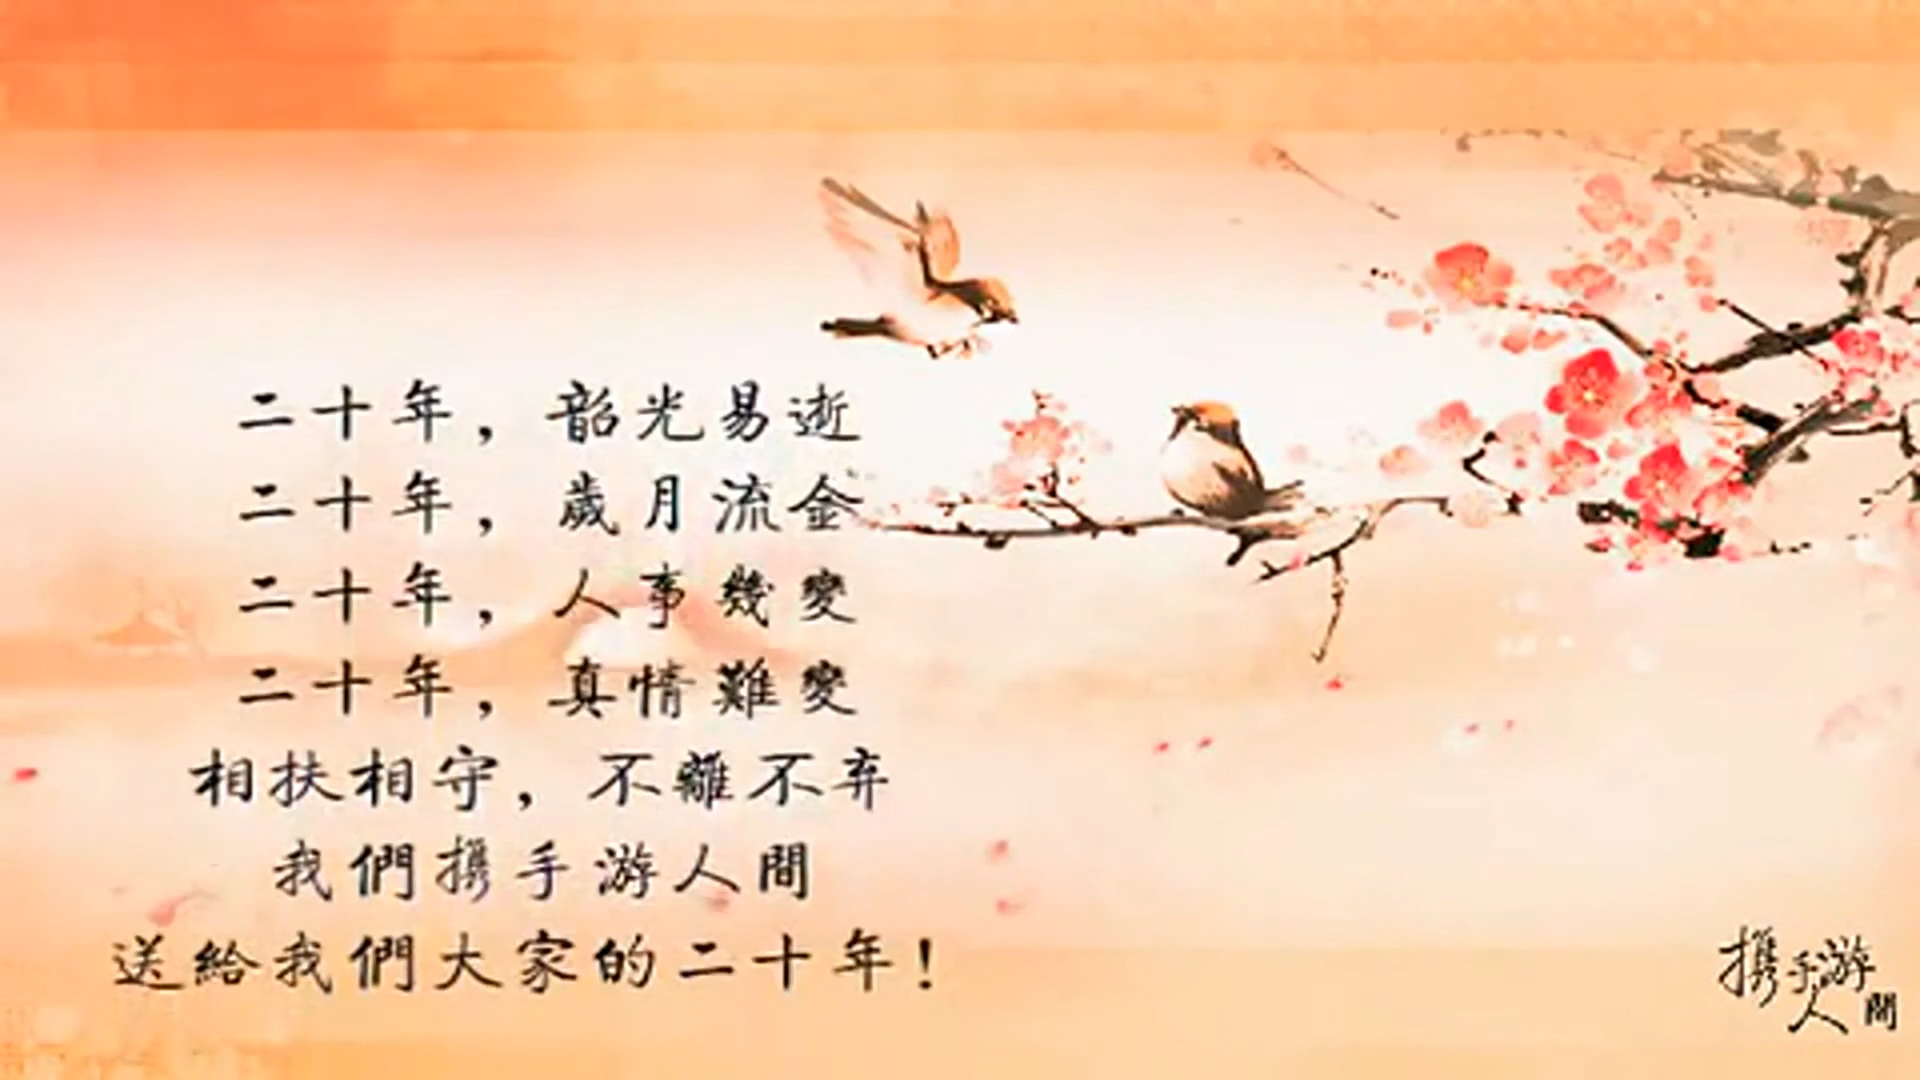 二十年，韶光易逝
二十年，歲月流金
二十年，人事幾變
二十年，真情難變
相扶相守，不離不弃
我們携手游人間
送給我們大家的二十年！
携手游
人間